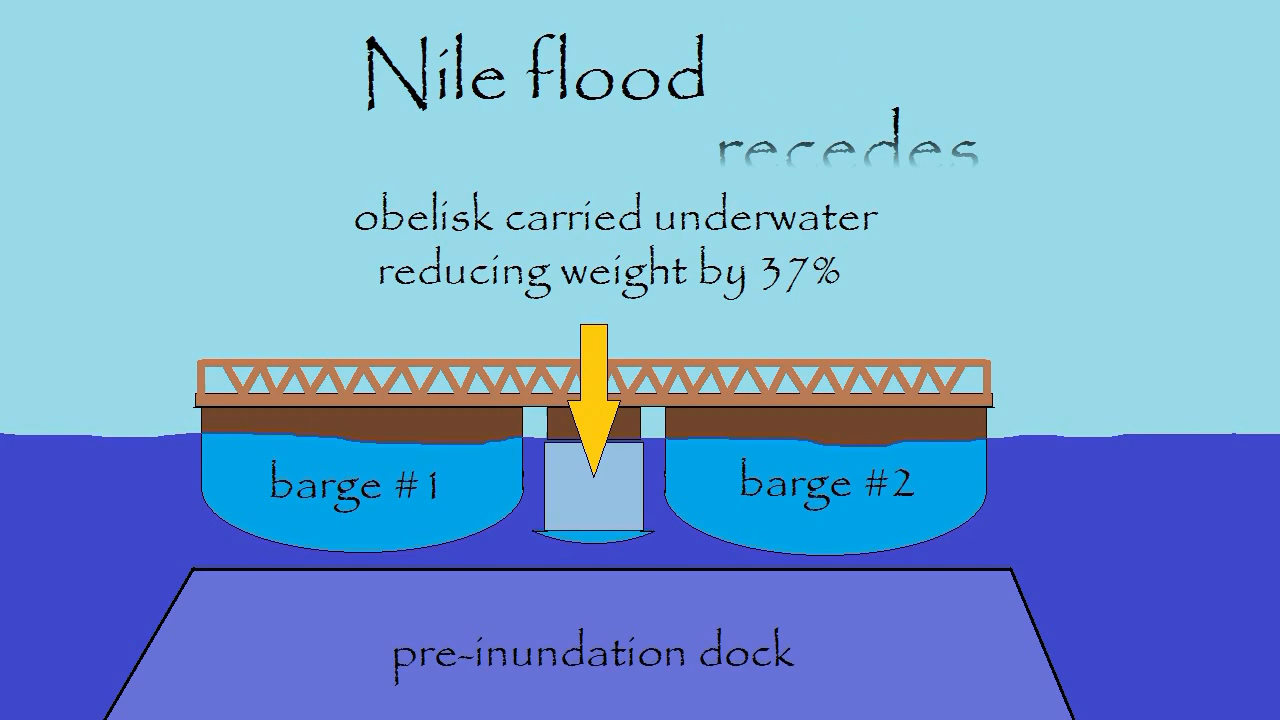 Nile flood
recedes
obelisk carried underwater
reducing weight by 37%
barge #1
barge #2
pre-inundation dock